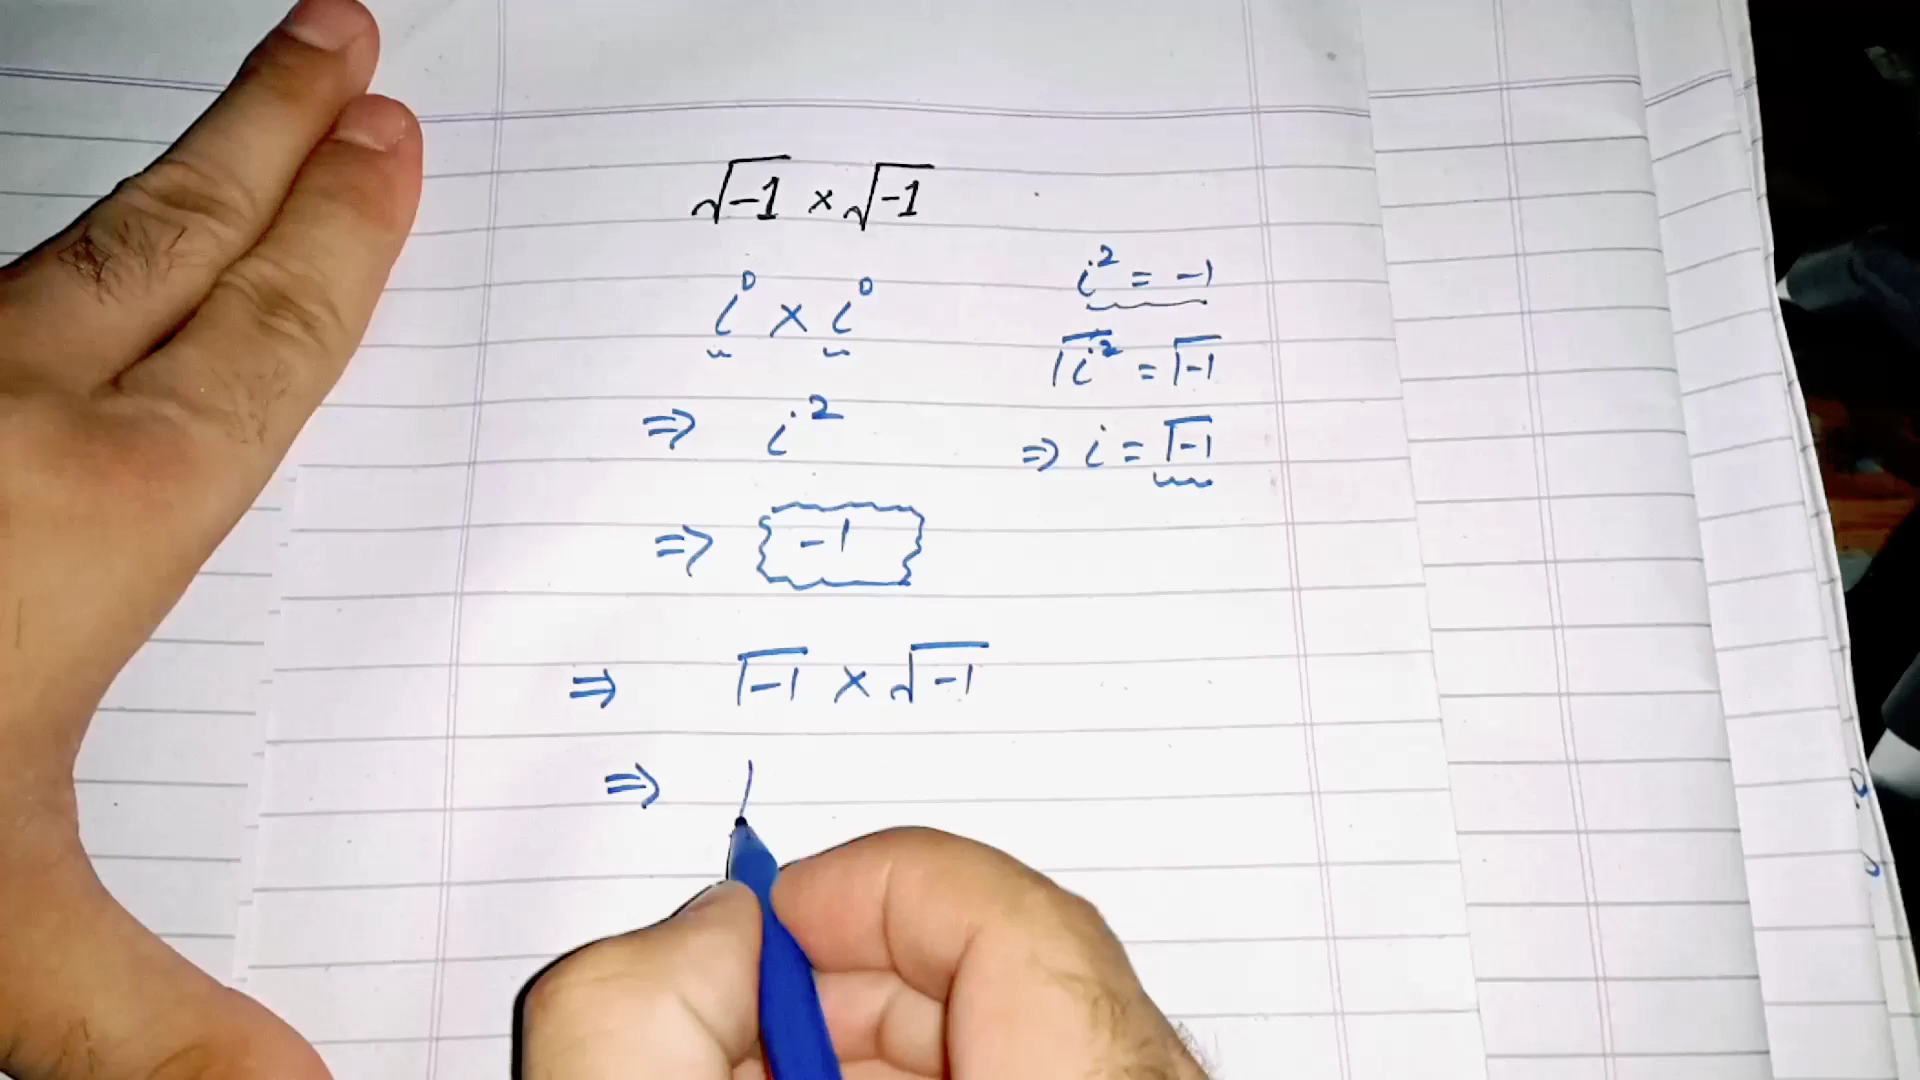 √-1 × √-1
i × i
i² = -1
√i² = √-1
⇒ i²
⇒ i = √-1
⇒ -1
⇒ √-1 × √-1
⇒